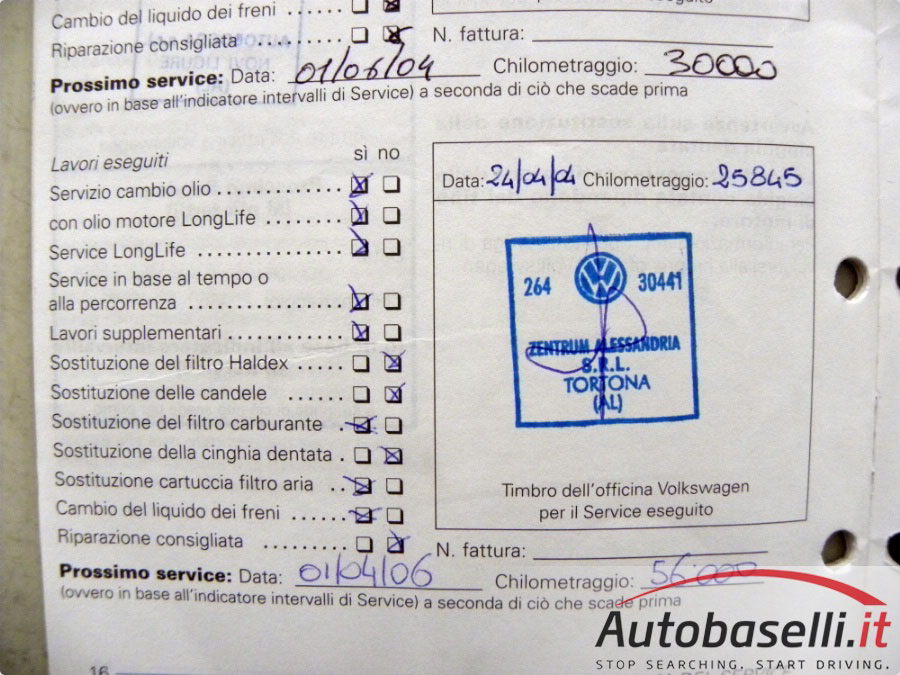 Cambio del liquido dei freni ......
eseguito
Riparazione consigliata .........
N. fattura:
Prossimo service: Data: 01/06/04 Chilometraggio: 30000
(ovvero in base all'indicatore intervalli di Service) a seconda di ciò che scade prima
Lavori eseguiti sì no
Servizio cambio olio ..............
con olio motore LongLife ........
Service LongLife ................
Service in base al tempo o
alla percorrenza ................
Lavori supplementari ...........
Sostituzione del filtro Haldex .....
Sostituzione delle candele ......
Sostituzione del filtro carburante .
Sostituzione della cinghia dentata .
Sostituzione cartuccia filtro aria ..
Cambio del liquido dei freni ......
Riparazione consigliata .........
Data: 24/04/04 Chilometraggio: 25845
264 VW 30441
ZENTRUM ALESSANDRIA
S.R.L.
TORTONA
(AL)
Timbro dell'officina Volkswagen
per il Service eseguito
N. fattura:
Prossimo service: Data: 01/04/06 Chilometraggio: 56000
(ovvero in base all'indicatore intervalli di Service) a seconda di ciò che scade prima
16
Autobaselli.it
STOP SEARCHING. START DRIVING.